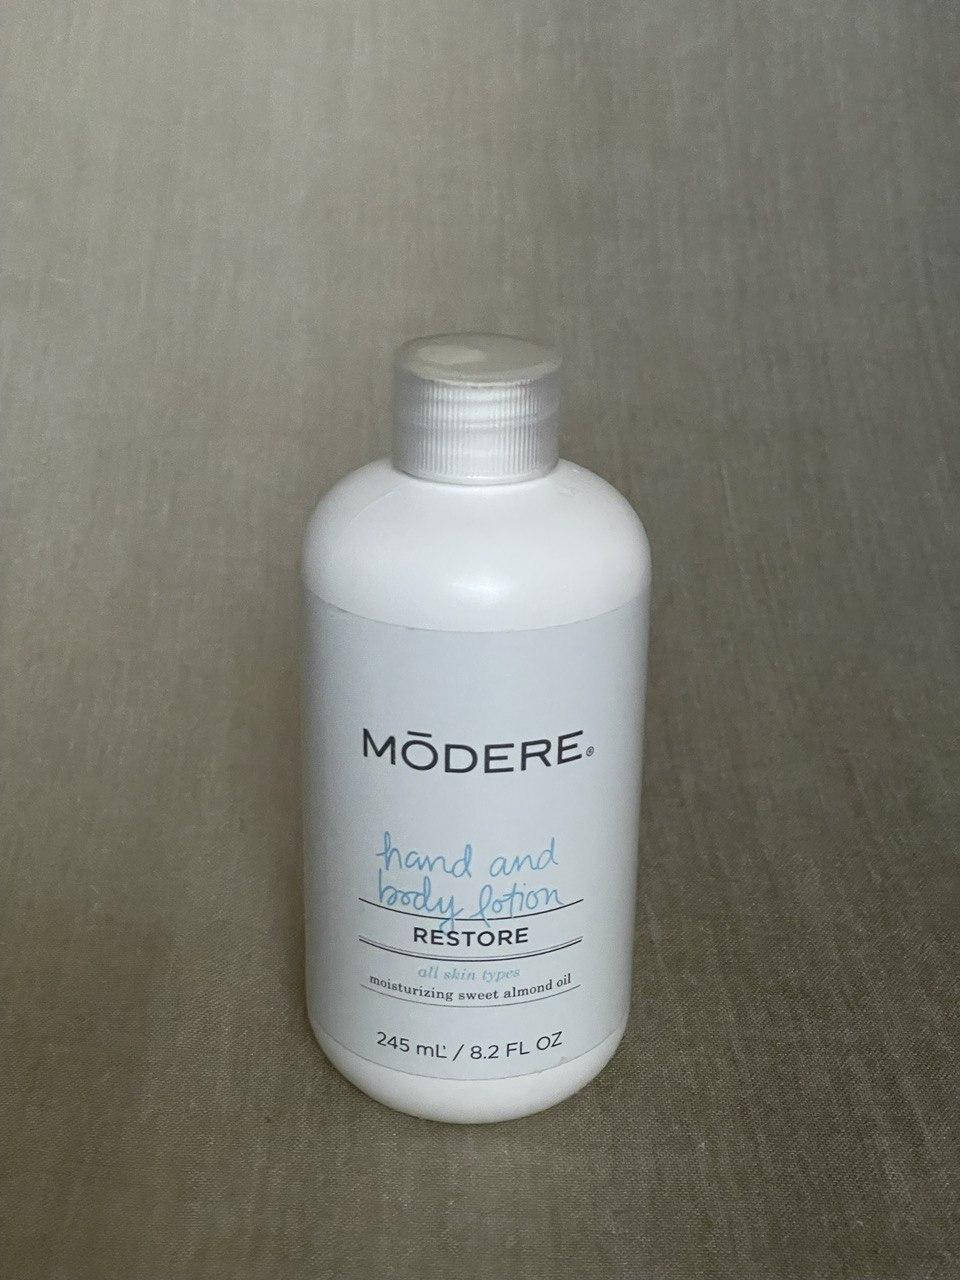 MŌDERE®
hand and
body lotion
RESTORE
all skin types
moisturizing sweet almond oil
245 mL / 8.2 FL OZ